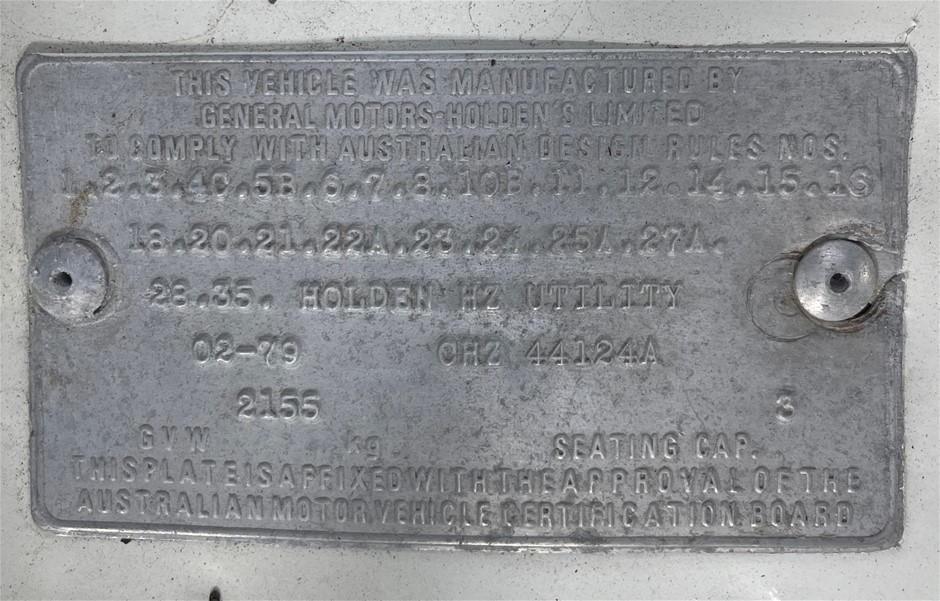 THIS VEHICLE WAS MANUFACTURED BY
GENERAL MOTORS-HOLDEN'S LIMITED
TO COMPLY WITH AUSTRALIAN DESIGN RULES NOS.
1.2.3.4C.5B.6.7.8.10B.11.12.14.15.16
18.20.21.22A.23.24.25A.27A.
28.35. HOLDEN HZ UTILITY
02-79 CHZ 44124A
2155 3
GVW kg. SEATING CAP.
THIS PLATE IS AFFIXED WITH THE APPROVAL OF THE
AUSTRALIAN MOTOR VEHICLE CERTIFICATION BOARD